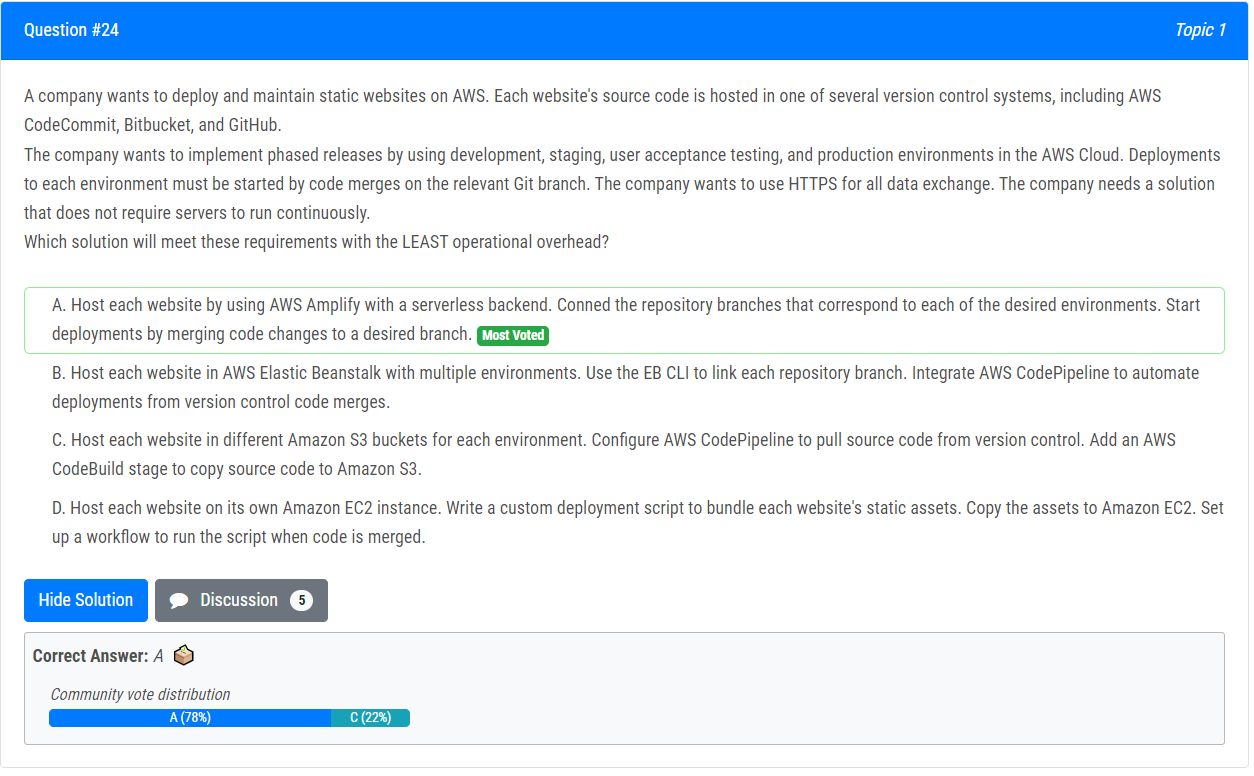 Question #24
Topic 1
A company wants to deploy and maintain static websites on AWS. Each website's source code is hosted in one of several version control systems, including AWS
CodeCommit, Bitbucket, and GitHub.
The company wants to implement phased releases by using development, staging, user acceptance testing, and production environments in the AWS Cloud. Deployments
to each environment must be started by code merges on the relevant Git branch. The company wants to use HTTPS for all data exchange. The company needs a solution
that does not require servers to run continuously.
Which solution will meet these requirements with the LEAST operational overhead?
A. Host each website by using AWS Amplify with a serverless backend. Conned the repository branches that correspond to each of the desired environments. Start
deployments by merging code changes to a desired branch. Most Voted
B. Host each website in AWS Elastic Beanstalk with multiple environments. Use the EB CLI to link each repository branch. Integrate AWS CodePipeline to automate
deployments from version control code merges.
C. Host each website in different Amazon S3 buckets for each environment. Configure AWS CodePipeline to pull source code from version control. Add an AWS
CodeBuild stage to copy source code to Amazon S3.
D. Host each website on its own Amazon EC2 instance. Write a custom deployment script to bundle each website's static assets. Copy the assets to Amazon EC2. Set
up a workflow to run the script when code is merged.
Hide Solution
Discussion 5
Correct Answer: A
Community vote distribution
A (78%)
C (22%)